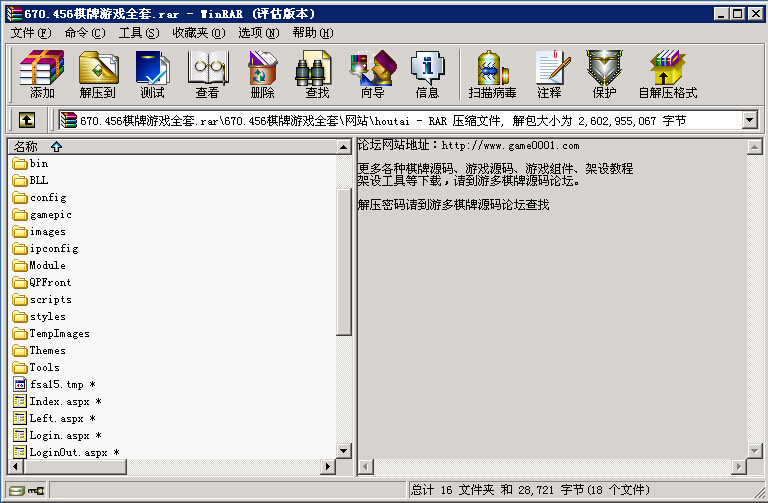 670.456棋牌游戏全套.rar - WinRAR (评估版本)
文件(F) 命令(C) 工具(S) 收藏夹(O) 选项(N) 帮助(H)
添加 解压到 测试 查看 删除 查找 向导 信息 扫描病毒 注释 保护 自解压格式
670.456棋牌游戏全套.rar\670.456棋牌游戏全套\网站\houtai - RAR 压缩文件, 解包大小为 2,602,955,067 字节
名称
bin
BLL
config
gamepic
images
ipconfig
Module
QPFront
scripts
styles
TempImages
Themes
Tools
fsa15.tmp *
Index.aspx *
Left.aspx *
Login.aspx *
LoginOut.aspx *
论坛网站地址：http://www.game0001.com
更多各种棋牌源码、游戏源码、游戏组件、架设教程
架设工具等下载，请到游多棋牌源码论坛。
解压密码请到游多棋牌源码论坛查找
总计 16 文件夹 和 28,721 字节(18 个文件)